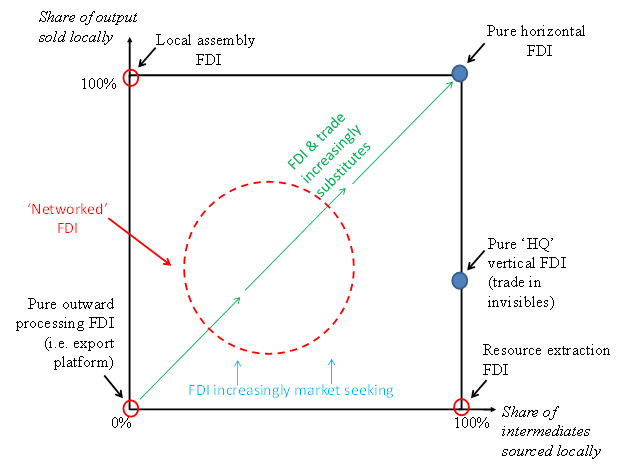 Share of output
sold locally
Local assembly
FDI
Pure horizontal
FDI
100%
FDI & trade
increasingly
substitutes
‘Networked’
FDI
Pure ‘HQ’
vertical FDI
(trade in
invisibles)
Pure outward
processing FDI
(i.e. export
platform)
Resource extraction
FDI
FDI increasingly market seeking
0%
100%
Share of
intermediates
sourced locally